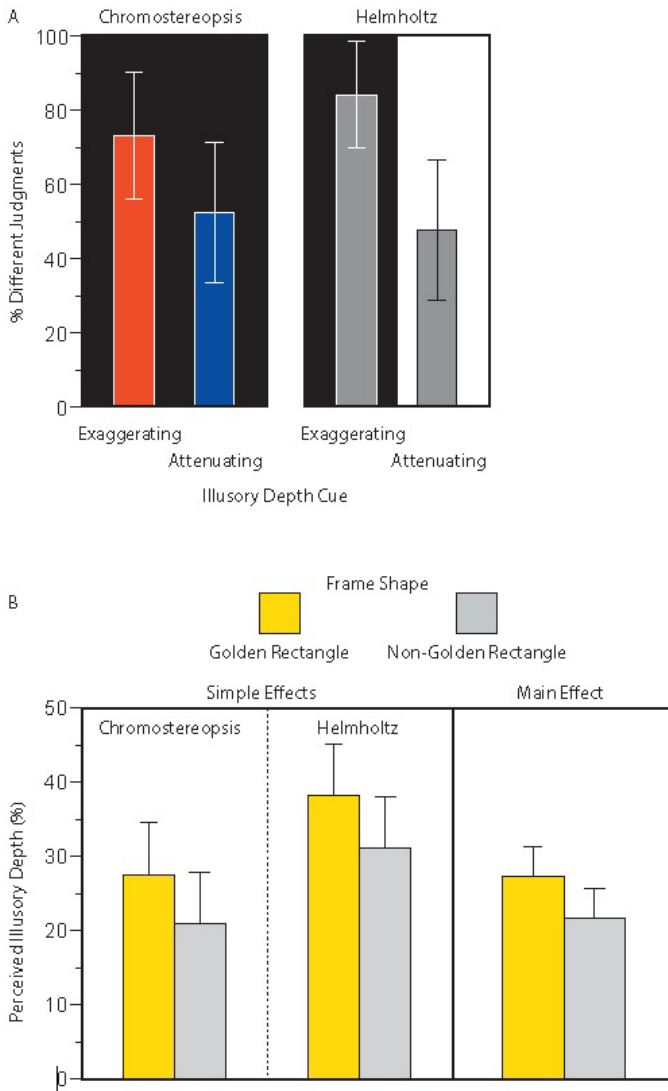 A
Chromostereopsis Helmholtz
100
80
60
40
20
0
% Different Judgments
Exaggerating Exaggerating
Attenuating Attenuating
Illusory Depth Cue
B
Frame Shape
Golden Rectangle Non-Golden Rectangle
Simple Effects Main Effect
Chromostereopsis Helmholtz
50
40
30
20
10
0
Perceived Illusory Depth (%)